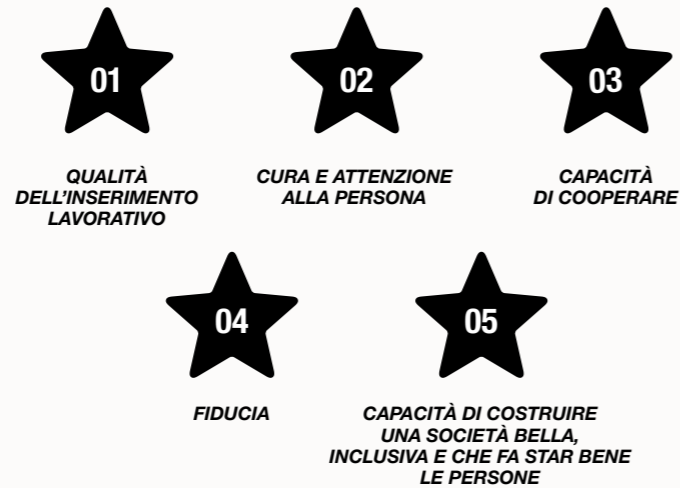 01
QUALITÀ
DELL'INSERIMENTO
LAVORATIVO
02
CURA E ATTENZIONE
ALLA PERSONA
03
CAPACITÀ
DI COOPERARE
04
FIDUCIA
05
CAPACITÀ DI COSTRUIRE
UNA SOCIETÀ BELLA,
INCLUSIVA E CHE FA STAR BENE
LE PERSONE